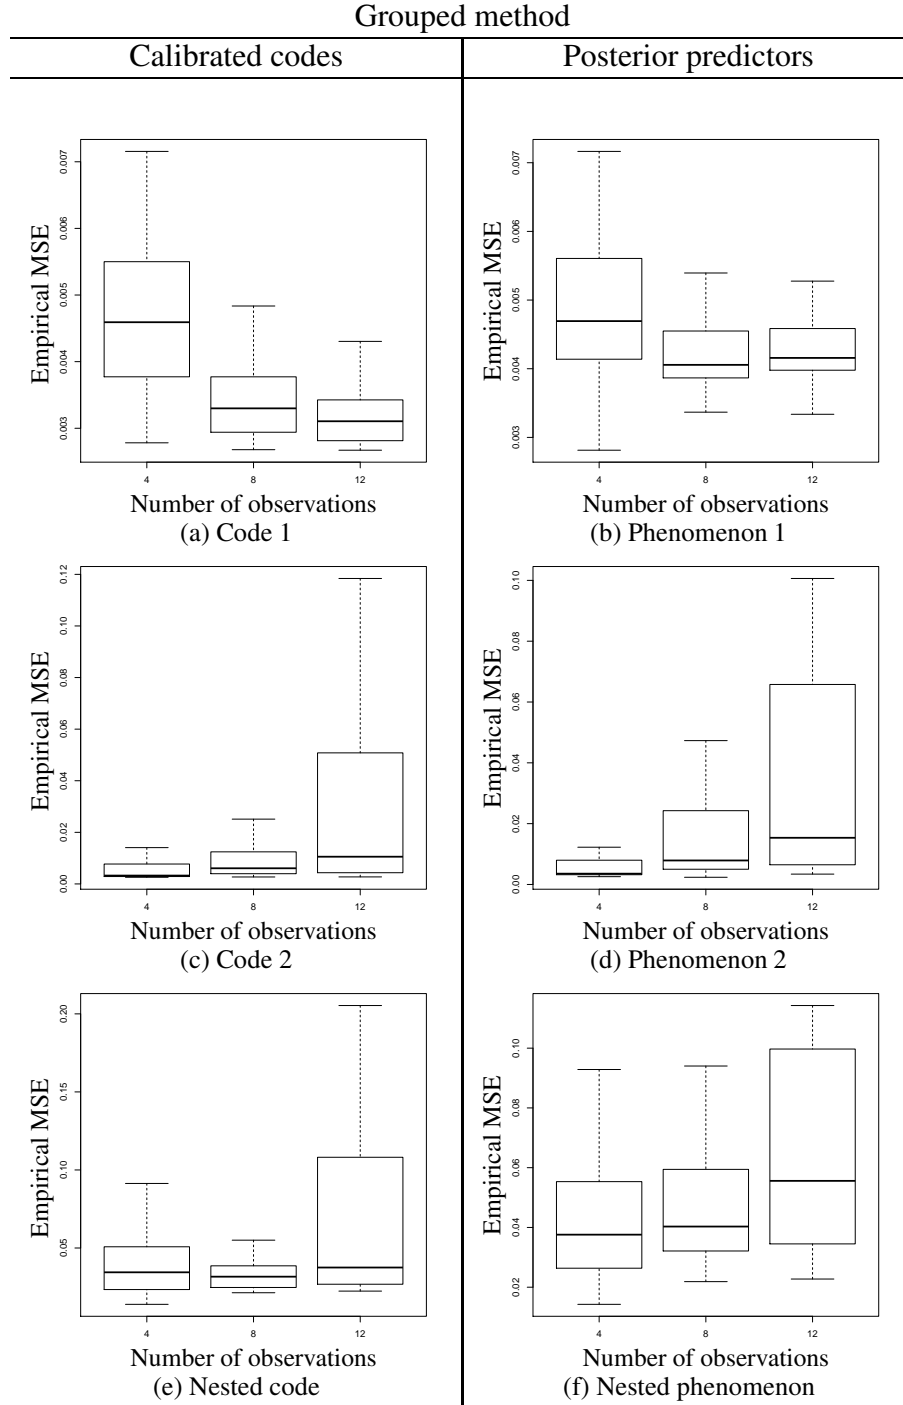 Grouped method
Calibrated codes
Posterior predictors
Empirical MSE
0.003
0.004
0.005
0.006
0.007
4
8
12
Number of observations
(a) Code 1
Empirical MSE
0.003
0.004
0.005
0.006
0.007
4
8
12
Number of observations
(b) Phenomenon 1
Empirical MSE
0.00
0.02
0.04
0.06
0.08
0.10
0.12
4
8
12
Number of observations
(c) Code 2
Empirical MSE
0.00
0.02
0.04
0.06
0.08
0.10
4
8
12
Number of observations
(d) Phenomenon 2
Empirical MSE
0.05
0.10
0.15
0.20
4
8
12
Number of observations
(e) Nested code
Empirical MSE
0.02
0.04
0.06
0.08
0.10
4
8
12
Number of observations
(f) Nested phenomenon